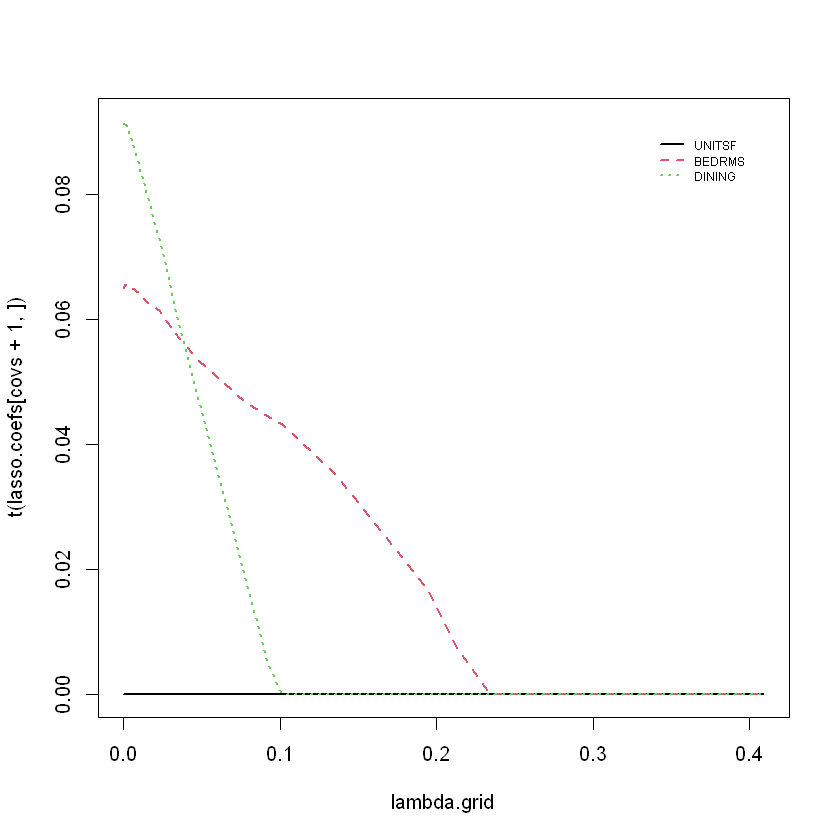 UNITSF
BEDRMS
DINING
t(lasso.coefs[covs + 1, ])
0.08
0.06
0.04
0.02
0.00
0.0 0.1 0.2 0.3 0.4
lambda.grid